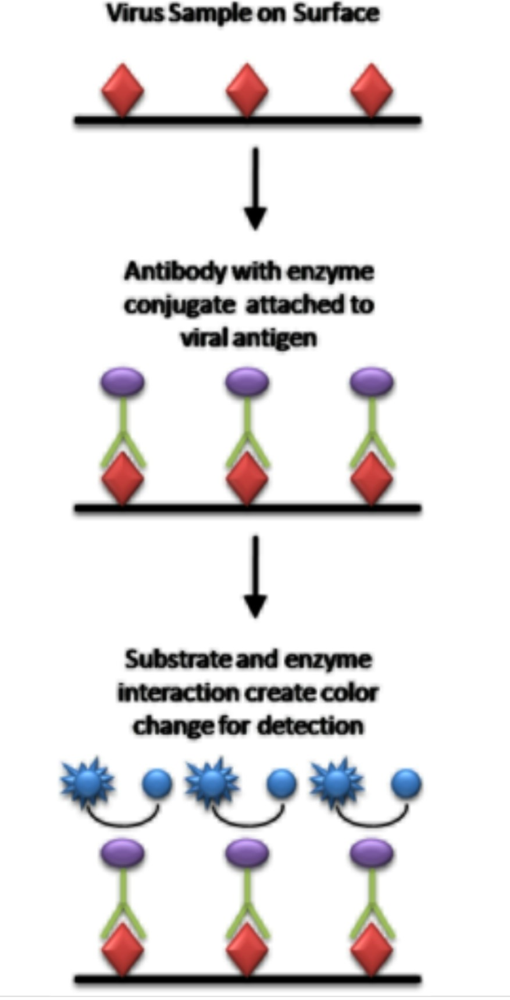 Virus Sample on Surface
Antibody with enzyme
conjugate attached to
viral antigen
Substrate and enzyme
interaction create color
change for detection